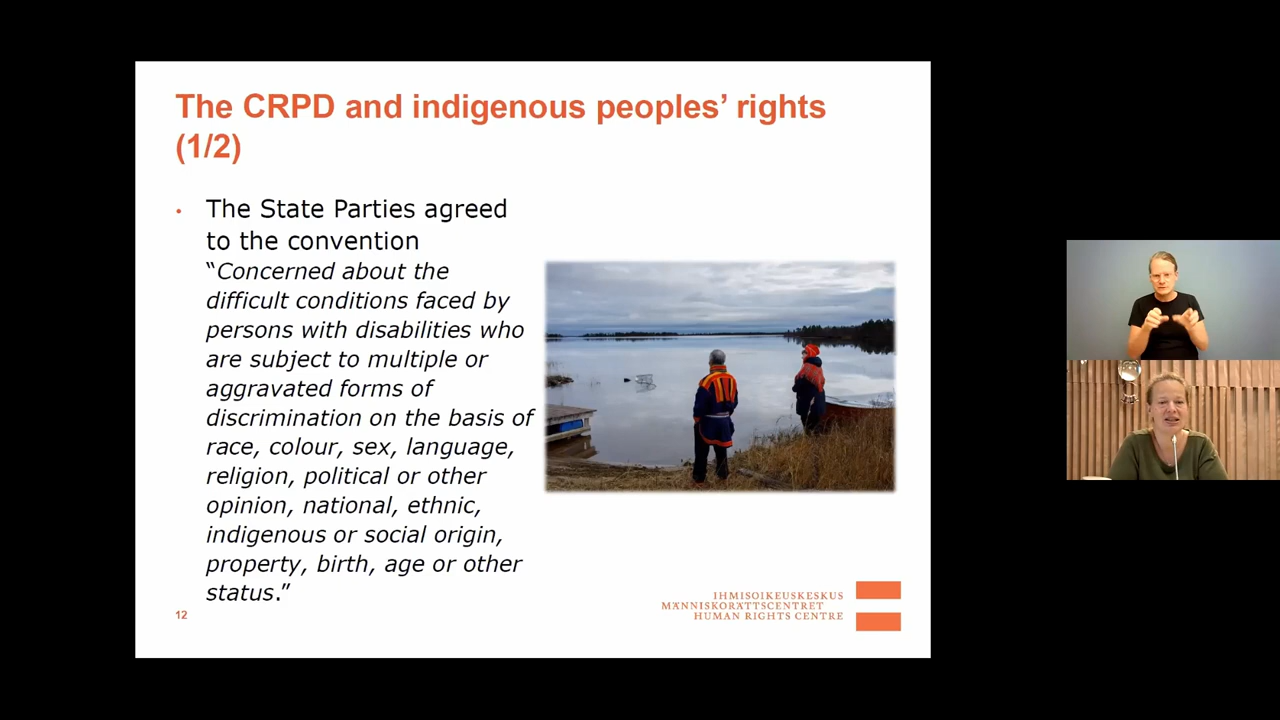 The CRPD and indigenous peoples’ rights
(1/2)
• The State Parties agreed
to the convention
“Concerned about the
difficult conditions faced by
persons with disabilities who
are subject to multiple or
aggravated forms of
discrimination on the basis of
race, colour, sex, language,
religion, political or other
opinion, national, ethnic,
indigenous or social origin,
property, birth, age or other
status.”
12
IHMISOIKEUSKESKUS
MÄNNISKORÄTTSCENTRET
HUMAN RIGHTS CENTRE